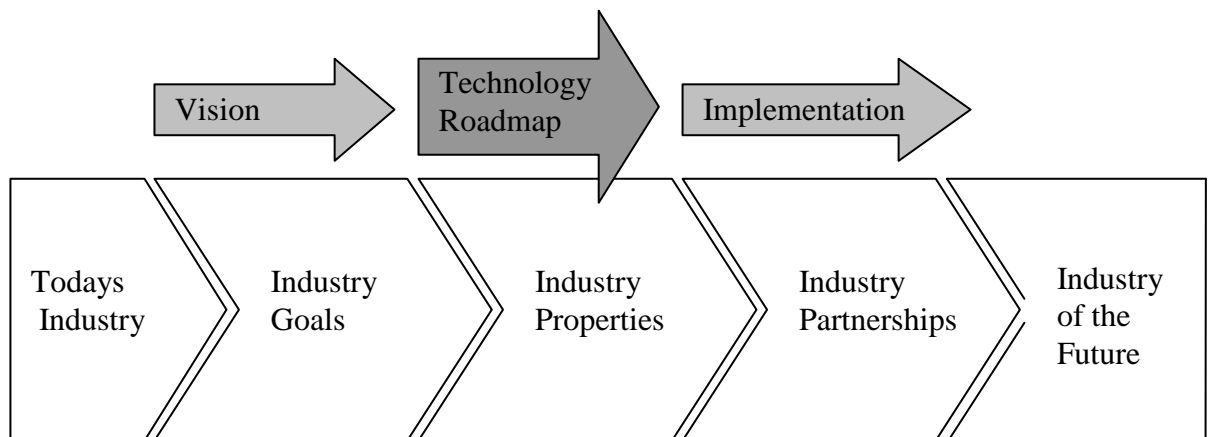 Vision
Technology
Roadmap
Implementation
Todays
Industry
Industry
Goals
Industry
Properties
Industry
Partnerships
Industry
of the
Future